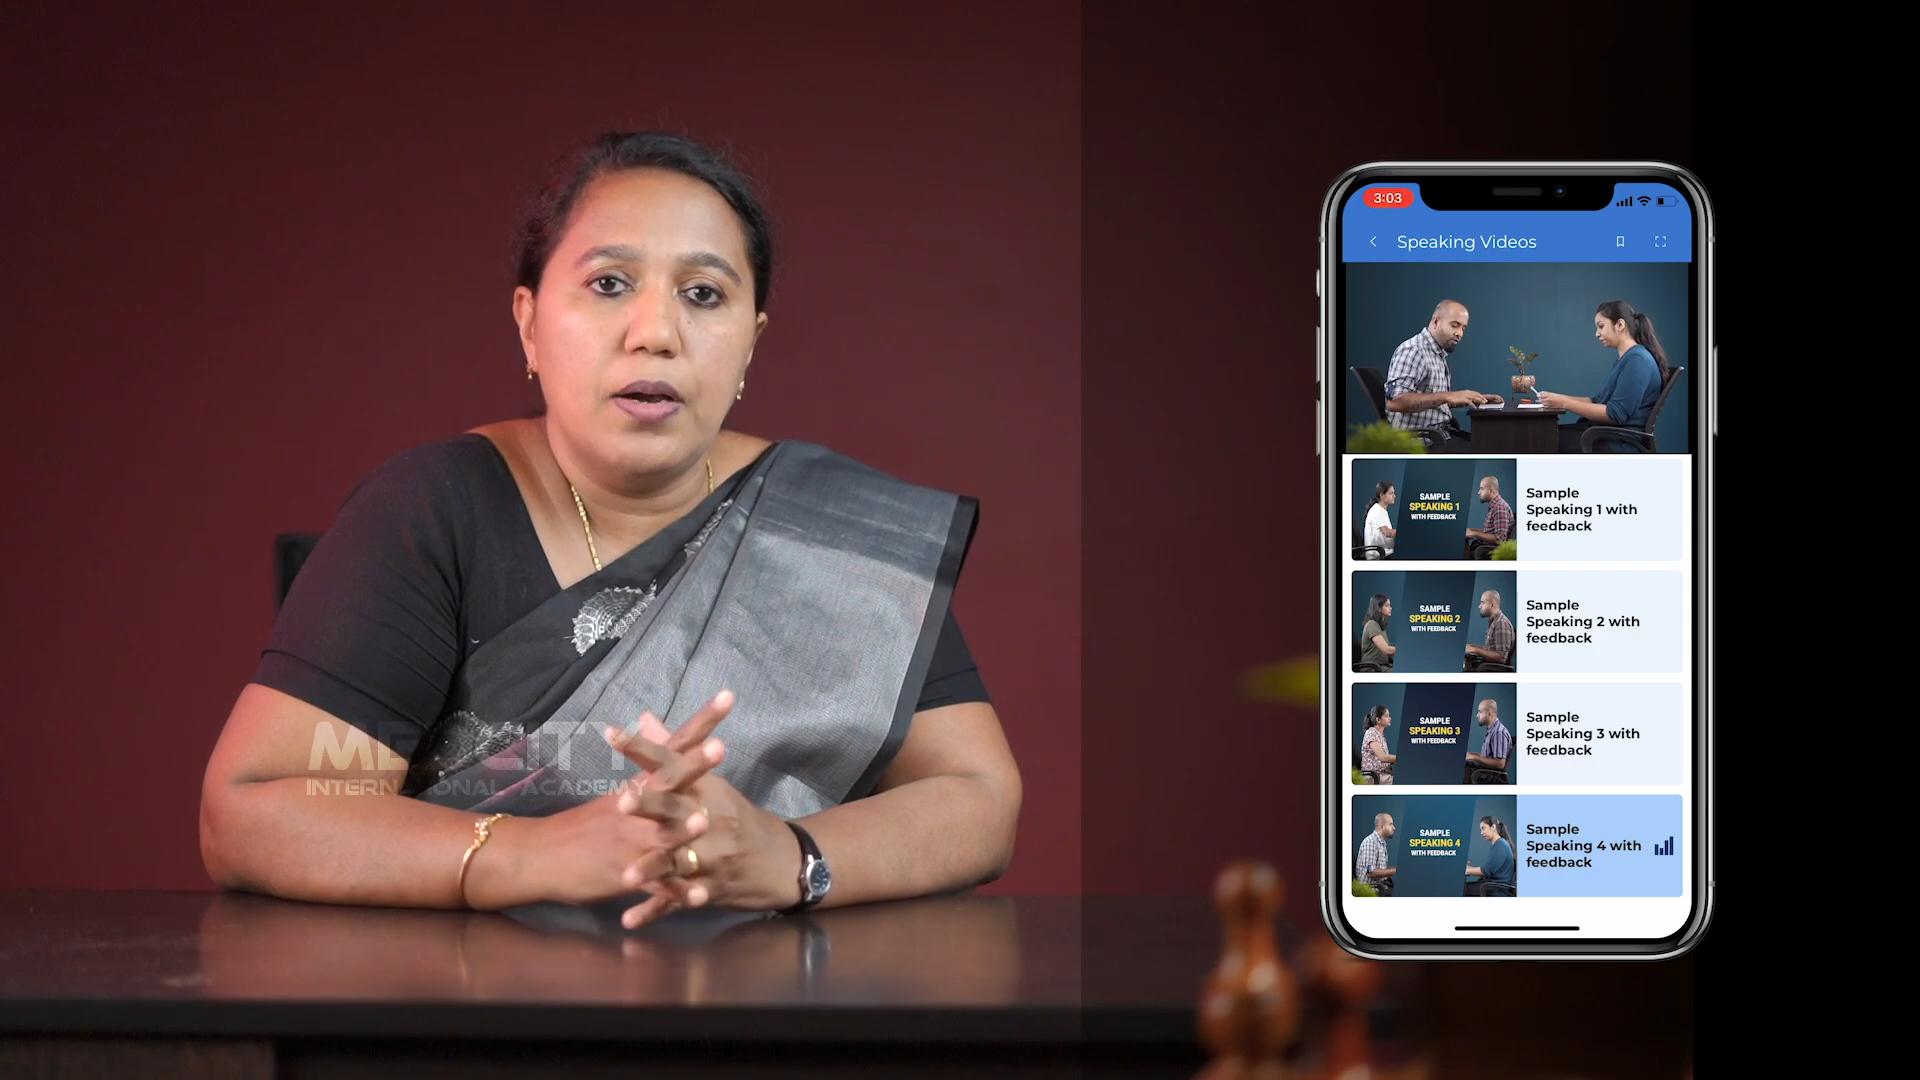 MEDCITY
INTERNATIONAL ACADEMY
3:03
Speaking Videos
SAMPLE
SPEAKING 1
WITH FEEDBACK
Sample
Speaking 1 with
feedback
SAMPLE
SPEAKING 2
WITH FEEDBACK
Sample
Speaking 2 with
feedback
SAMPLE
SPEAKING 3
WITH FEEDBACK
Sample
Speaking 3 with
feedback
SAMPLE
SPEAKING 4
WITH FEEDBACK
Sample
Speaking 4 with
feedback